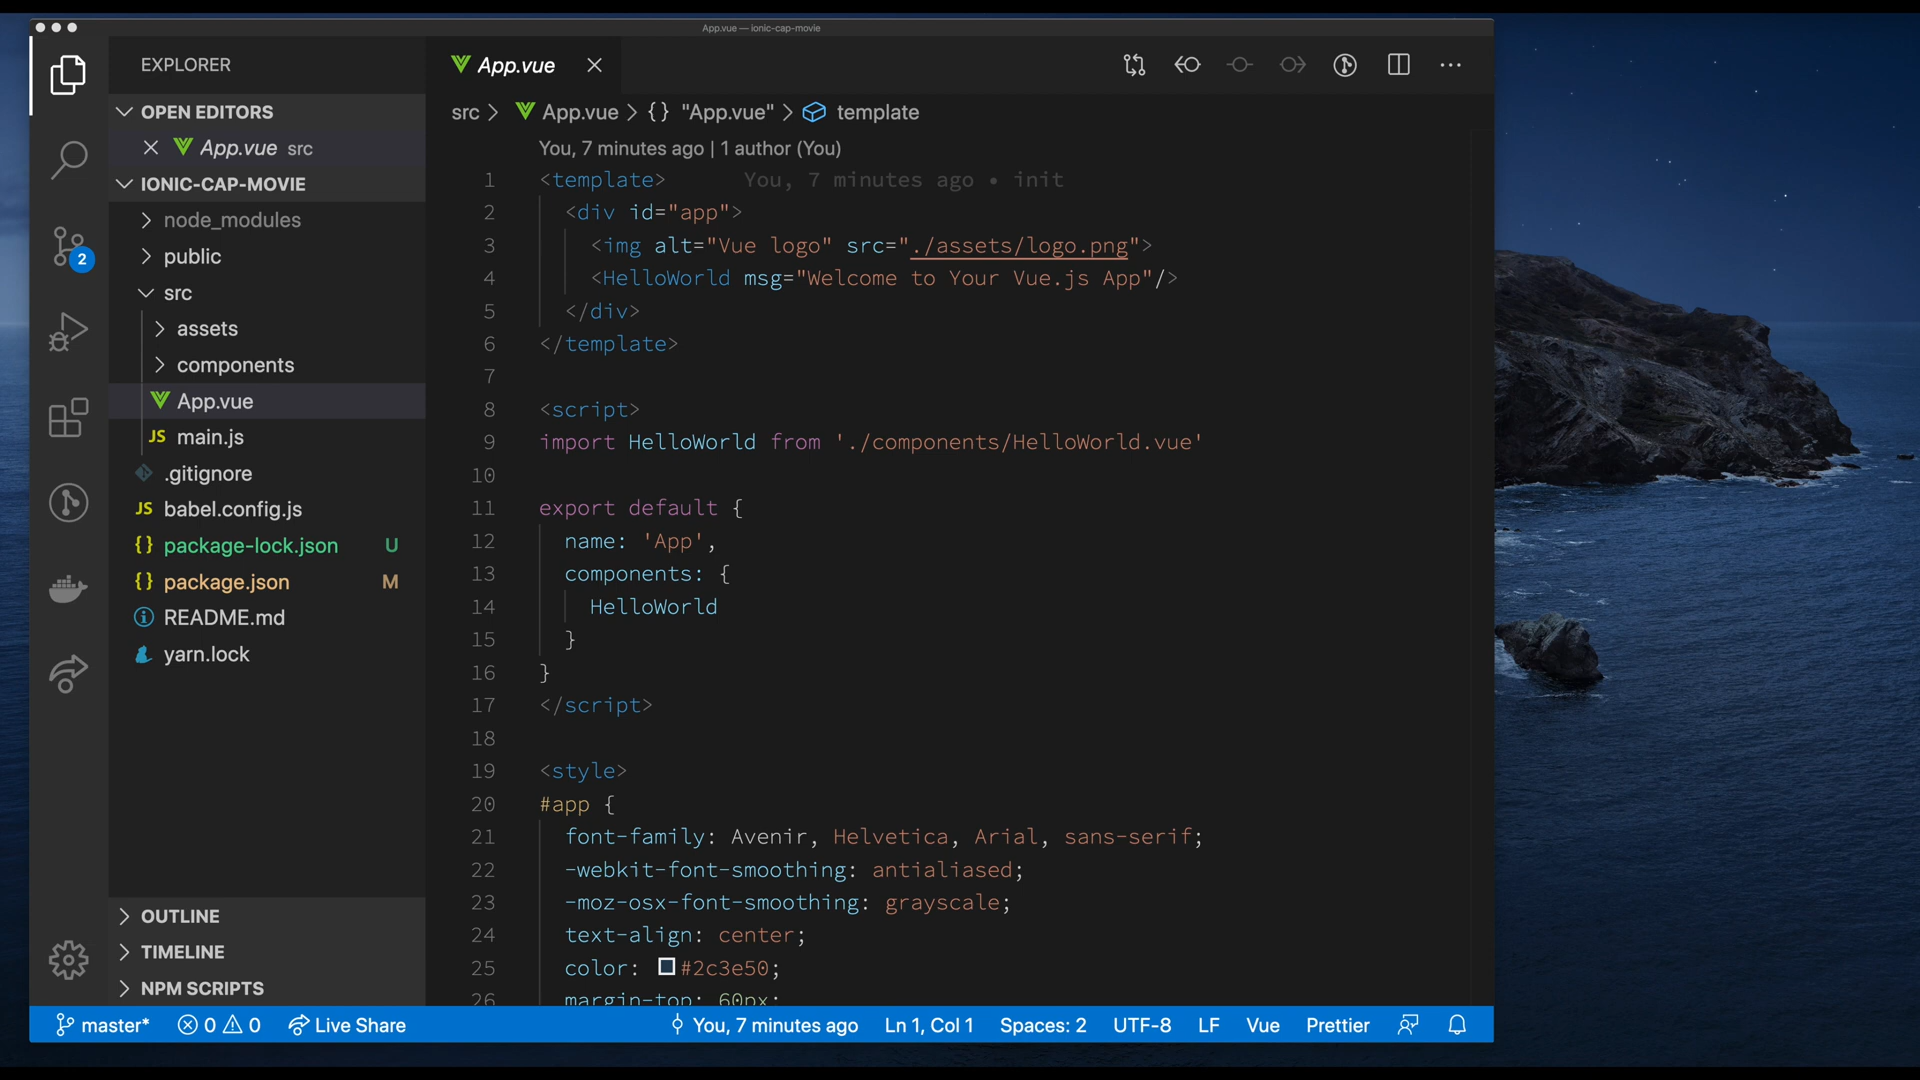 App.vue — ionic-cap-movie
EXPLORER
OPEN EDITORS
App.vue src
IONIC-CAP-MOVIE
node_modules
public
src
assets
components
App.vue
JS main.js
.gitignore
JS babel.config.js
{} package-lock.json U
{} package.json M
README.md
yarn.lock
OUTLINE
TIMELINE
NPM SCRIPTS
2
App.vue
src > App.vue > {} "App.vue" > template
You, 7 minutes ago | 1 author (You)
1 <template> You, 7 minutes ago • init
2 <div id="app">
3 <img alt="Vue logo" src="./assets/logo.png">
4 <HelloWorld msg="Welcome to Your Vue.js App"/>
5 </div>
6 </template>
7
8 <script>
9 import HelloWorld from './components/HelloWorld.vue'
10
11 export default {
12 name: 'App',
13 components: {
14 HelloWorld
15 }
16 }
17 </script>
18
19 <style>
20 #app {
21 font-family: Avenir, Helvetica, Arial, sans-serif;
22 -webkit-font-smoothing: antialiased;
23 -moz-osx-font-smoothing: grayscale;
24 text-align: center;
25 color: #2c3e50;
26 margin-top: 60px;
master* 0 0 Live Share You, 7 minutes ago Ln 1, Col 1 Spaces: 2 UTF-8 LF Vue Prettier